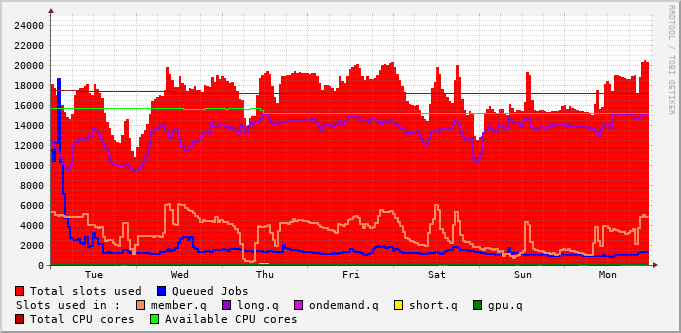 24000
22000
20000
18000
16000
14000
12000
10000
8000
6000
4000
2000
0
Tue Wed Thu Fri Sat Sun Mon
RRDTOOL / TOBI OETIKER
Total slots used Queued Jobs
Slots used in : member.q long.q ondemand.q short.q gpu.q
Total CPU cores Available CPU cores